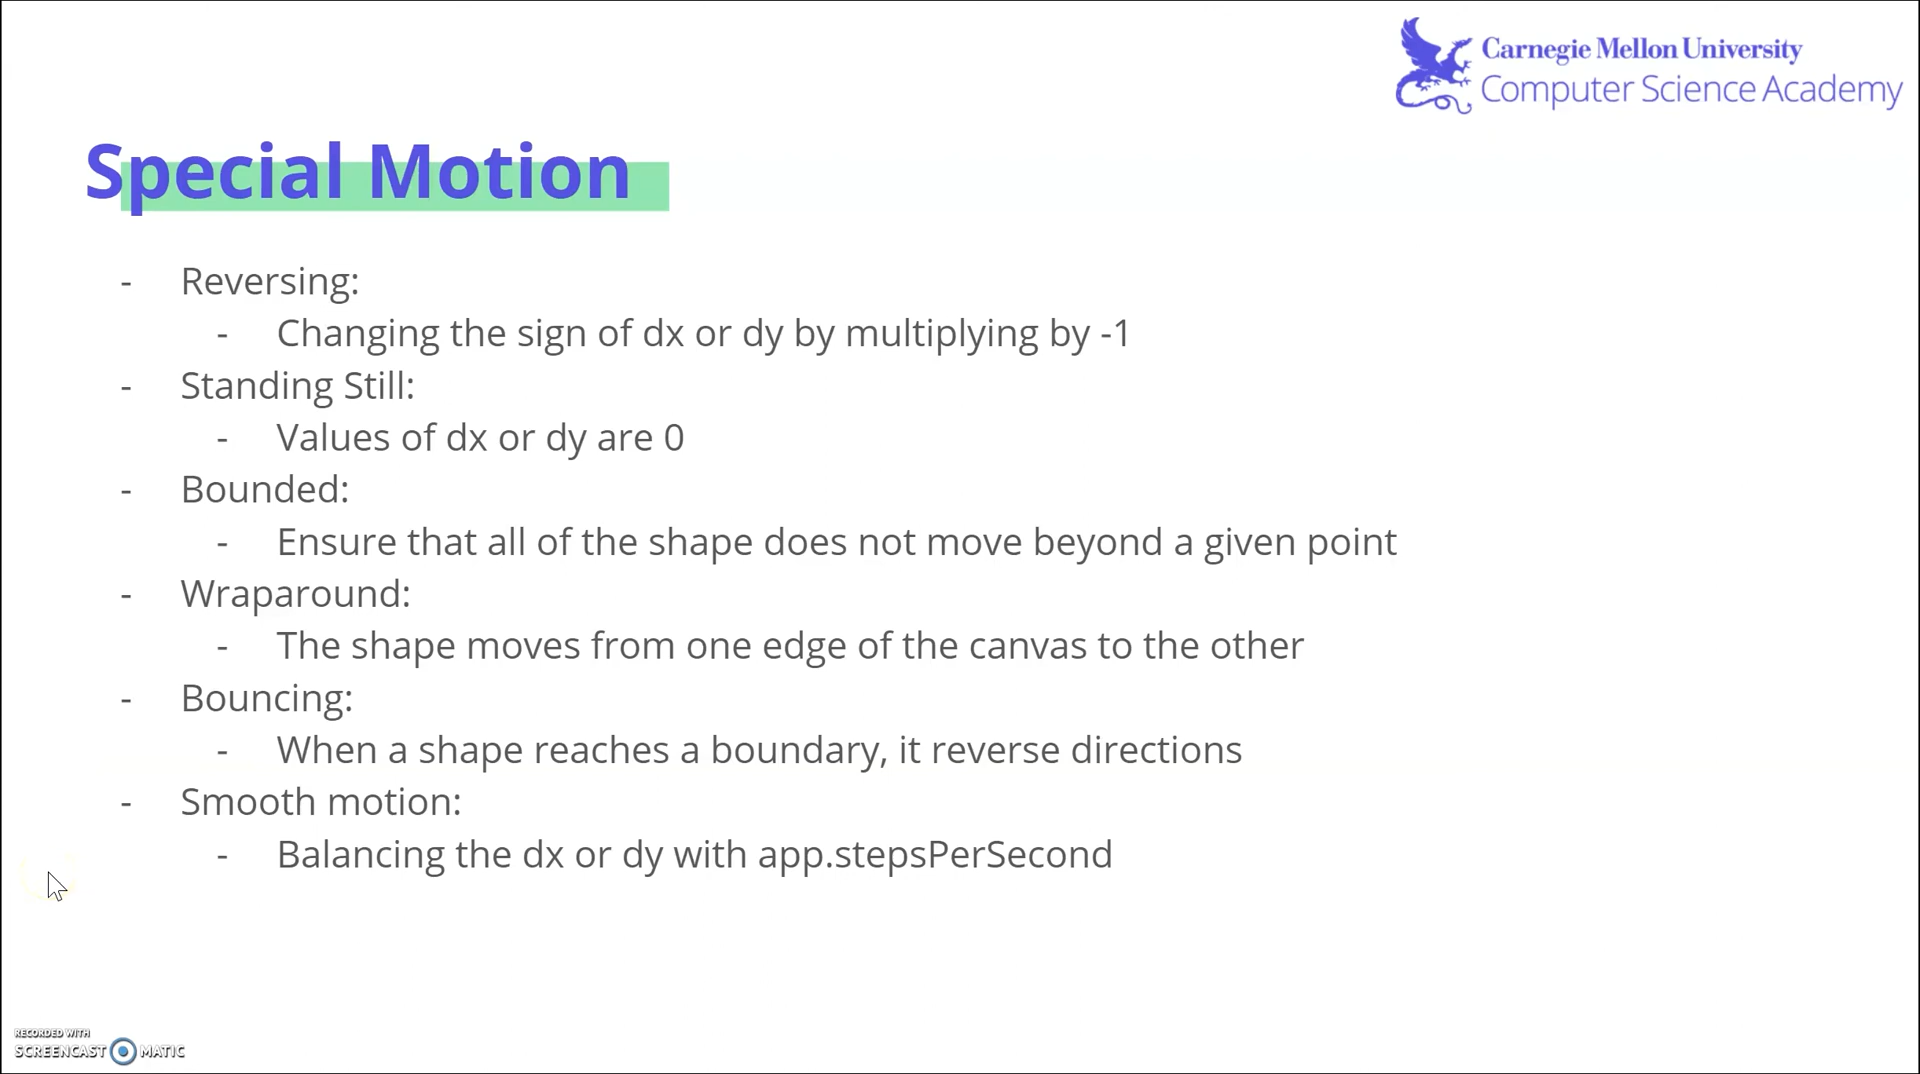 Carnegie Mellon University
Computer Science Academy
Special Motion
- Reversing:
- Changing the sign of dx or dy by multiplying by -1
- Standing Still:
- Values of dx or dy are 0
- Bounded:
- Ensure that all of the shape does not move beyond a given point
- Wraparound:
- The shape moves from one edge of the canvas to the other
- Bouncing:
- When a shape reaches a boundary, it reverse directions
- Smooth motion:
- Balancing the dx or dy with app.stepsPerSecond
RECORDED WITH
SCREENCAST MATIC